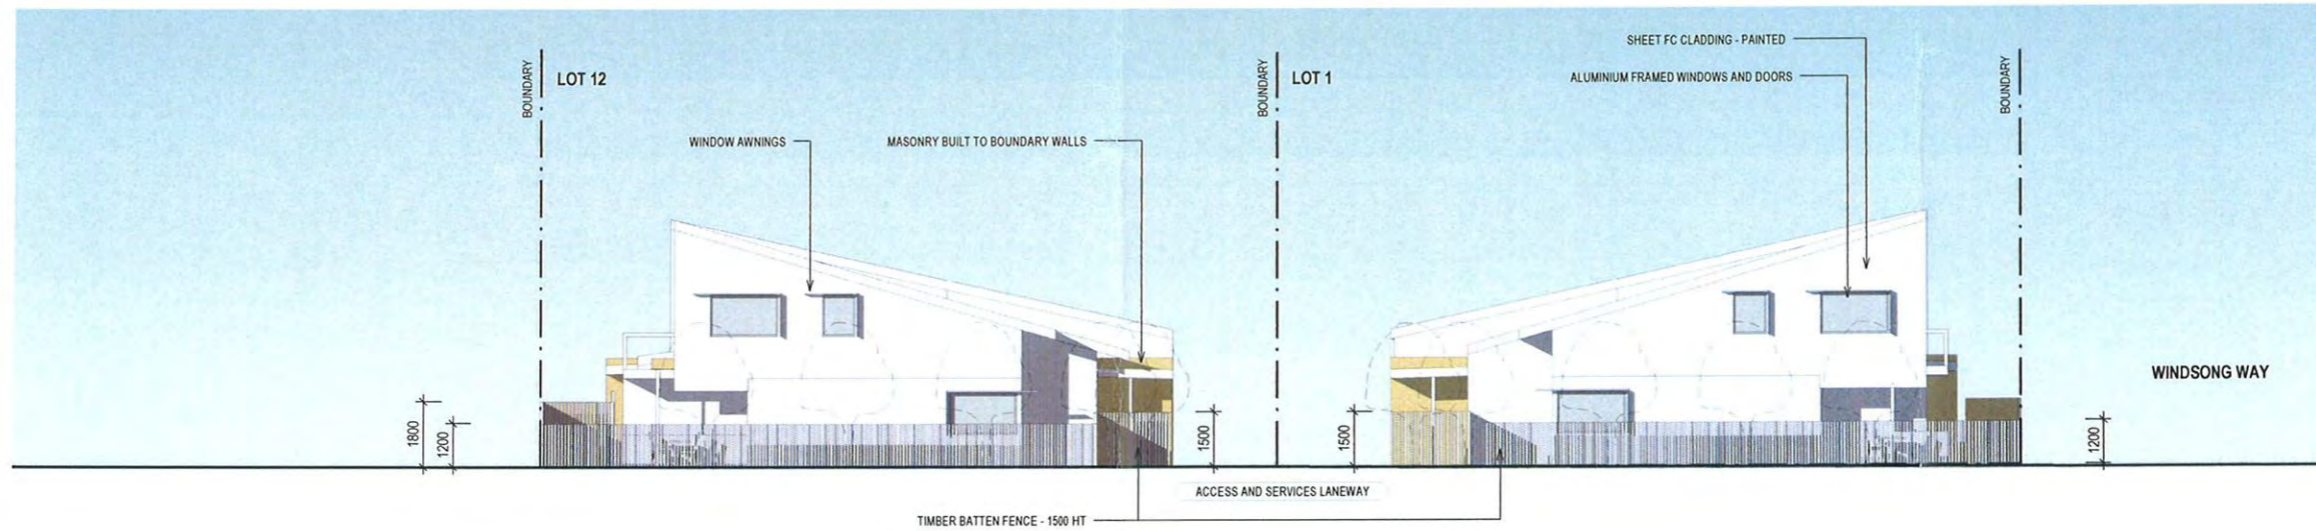 SHEET FC CLADDING - PAINTED
BOUNDARY
LOT 12
BOUNDARY
LOT 1
ALUMINIUM FRAMED WINDOWS AND DOORS
BOUNDARY
WINDOW AWNINGS
MASONRY BUILT TO BOUNDARY WALLS
WINDSONG WAY
1800
1200
1500
1500
1200
ACCESS AND SERVICES LANEWAY
TIMBER BATTEN FENCE - 1500 HT